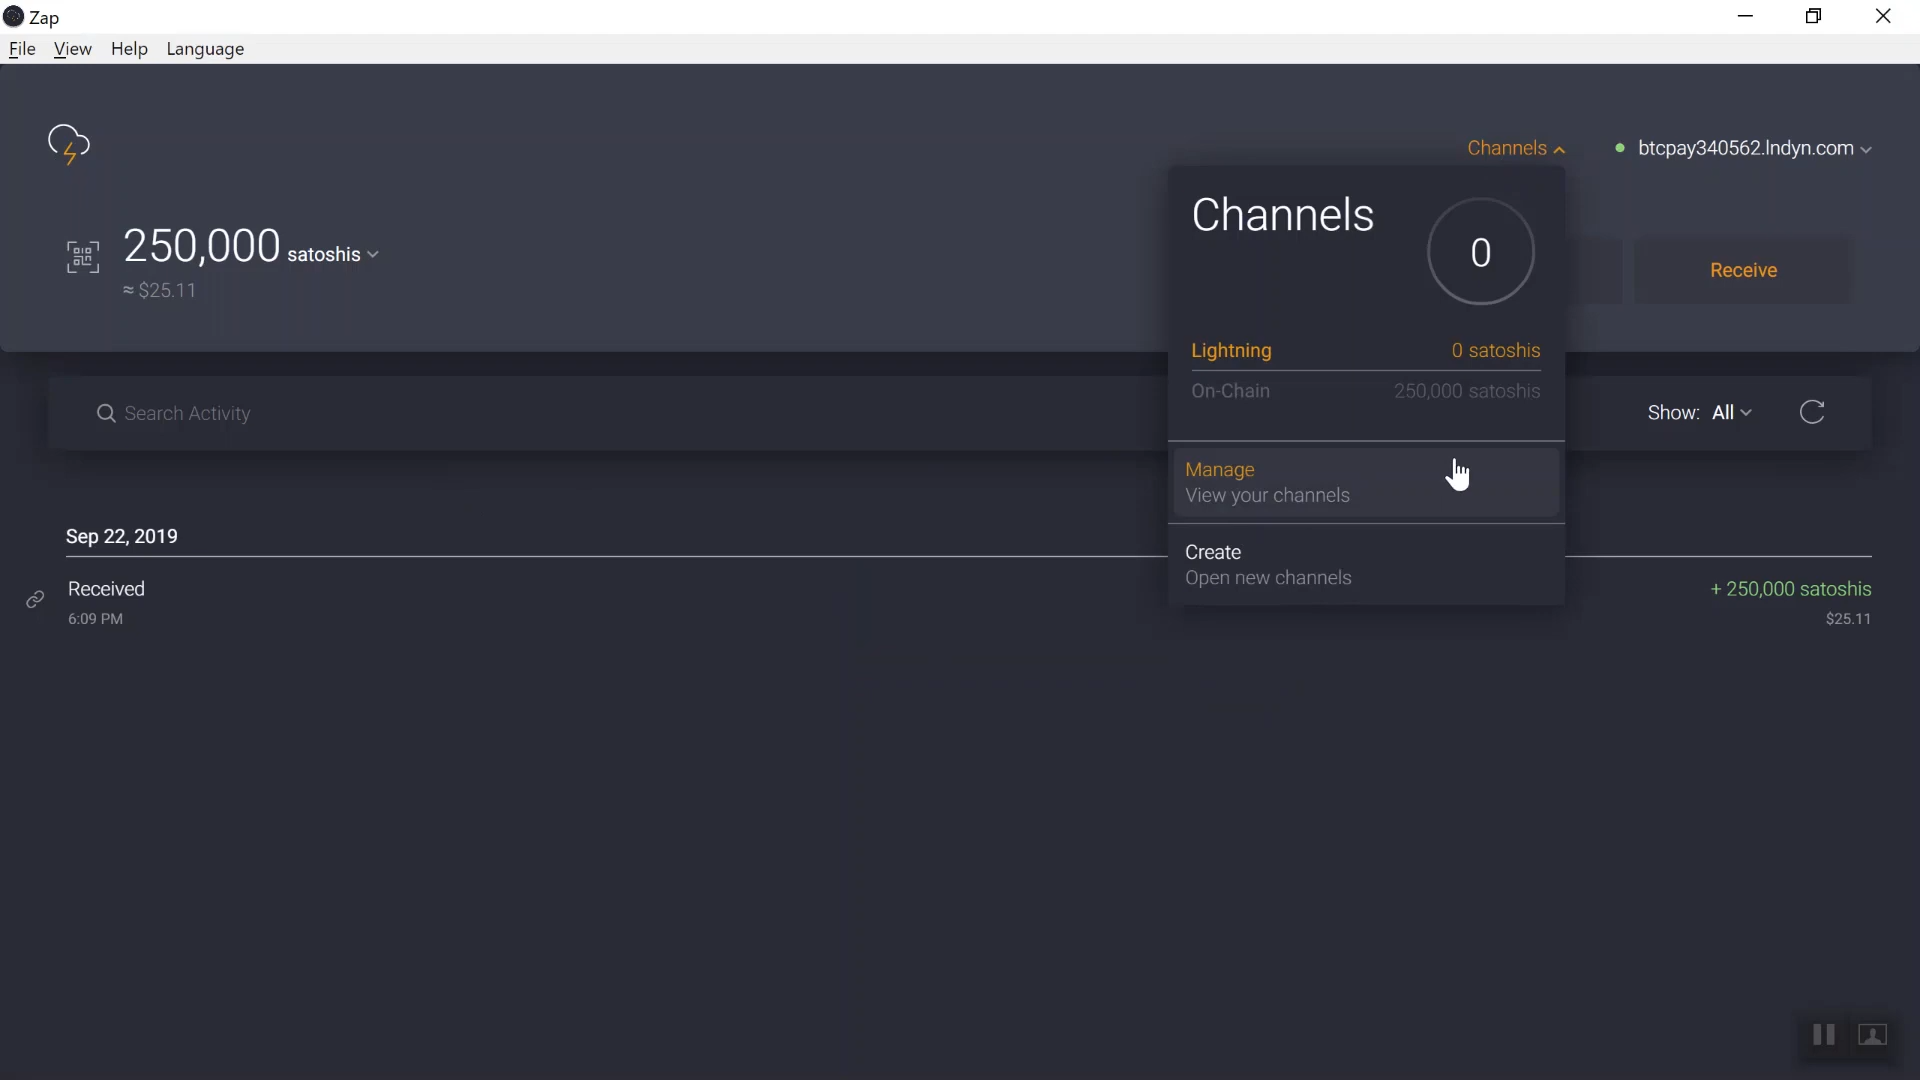 Zap
File View Help Language
Channels
btcpay340562.lndyn.com
250,000 satoshis
≈ $25.11
Channels
0
Receive
Lightning 0 satoshis
On-Chain 250,000 satoshis
Search Activity
Show: All
Manage
View your channels
Sep 22, 2019
Create
Open new channels
Received
+ 250,000 satoshis
6:09 PM
$25.11